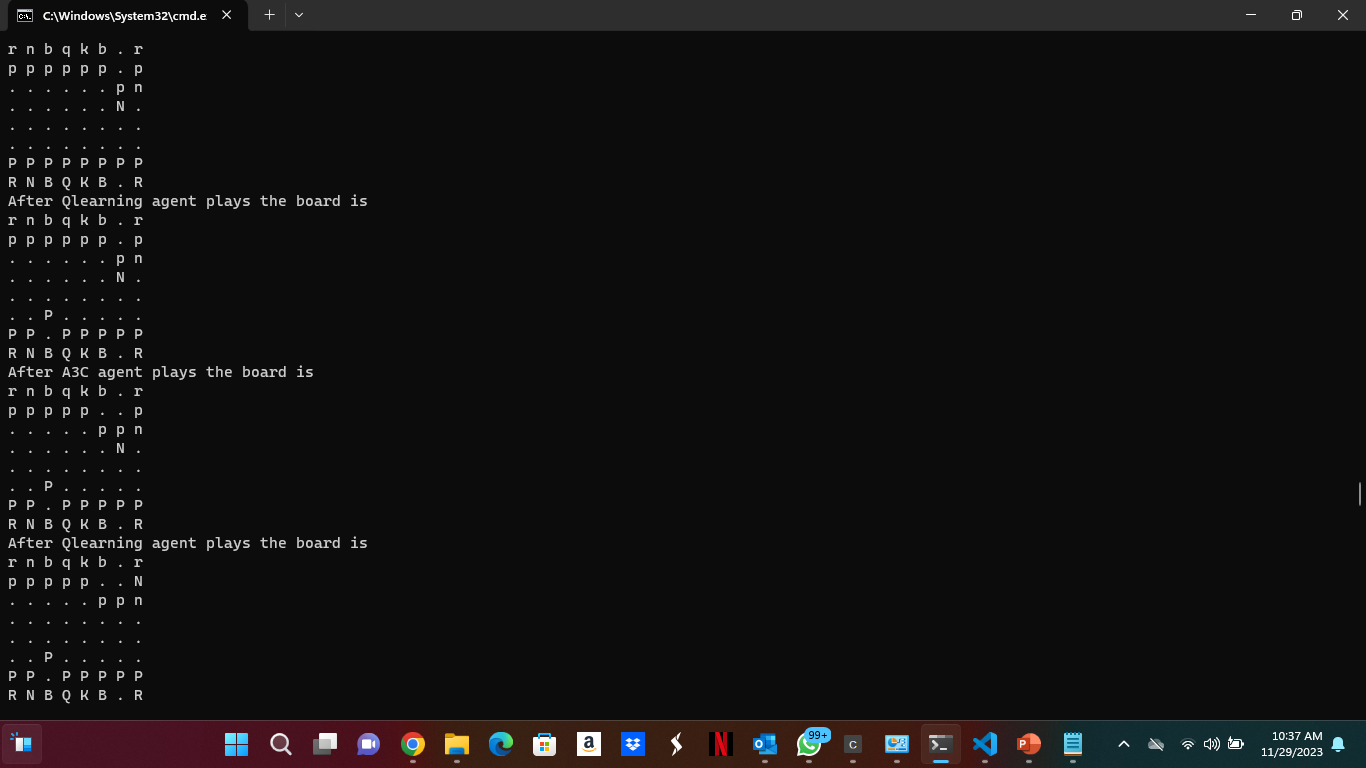 C:\Windows\System32\cmd.e
r n b q k b . r
p p p p p p . p
. . . . . . p n
. . . . . . N .
. . . . . . . .
. . . . . . . .
P P P P P P P P
R N B Q K B . R
After Qlearning agent plays the board is
r n b q k b . r
p p p p p p . p
. . . . . . p n
. . . . . . N .
. . . . . . . .
. . P . . . . .
P P . P P P P P
R N B Q K B . R
After A3C agent plays the board is
r n b q k b . r
p p p p p . . p
. . . . . p p n
. . . . . . N .
. . . . . . . .
. . P . . . . .
P P . P P P P P
R N B Q K B . R
After Qlearning agent plays the board is
r n b q k b . r
p p p p p . . N
. . . . . p p n
. . . . . . . .
. . . . . . . .
. . P . . . . .
P P . P P P P P
R N B Q K B . R
99+
10:37 AM
11/29/2023